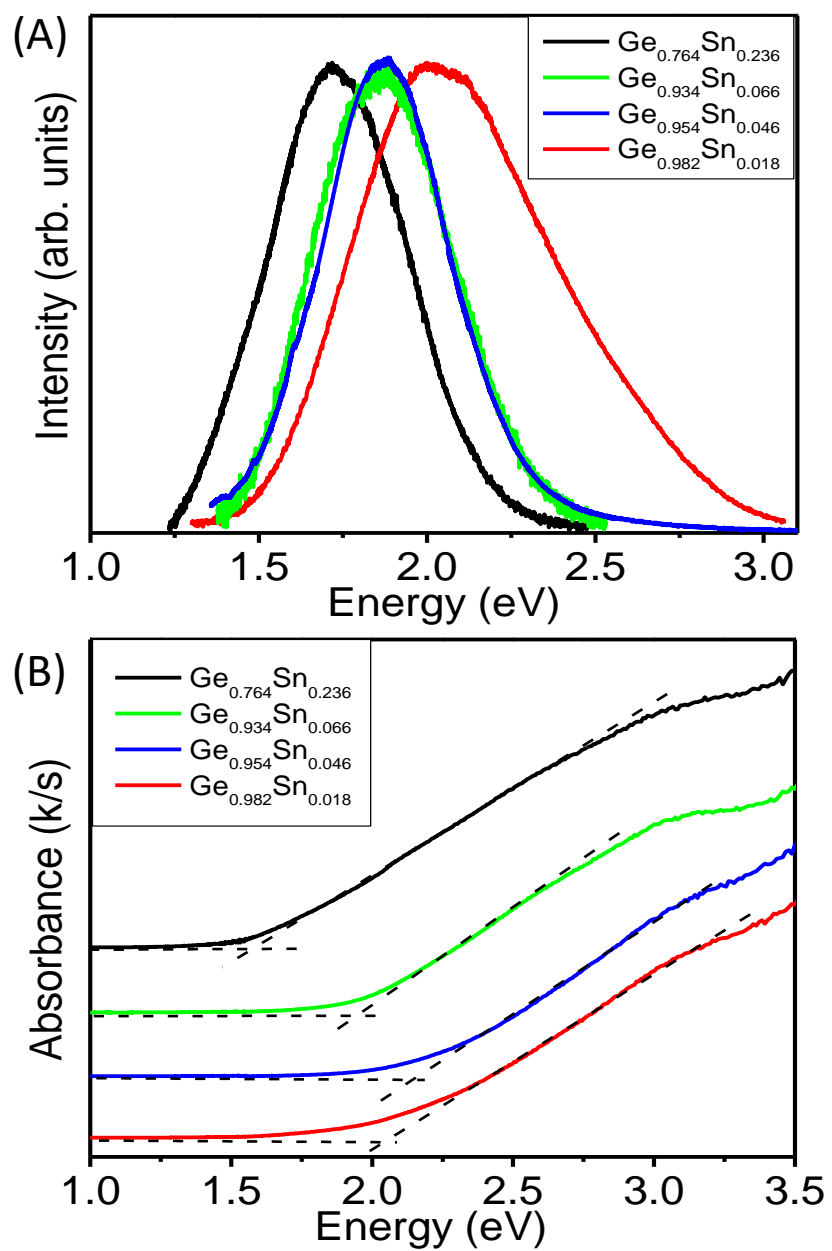 (A)
Ge0.764Sn0.236
Ge0.934Sn0.066
Ge0.954Sn0.046
Ge0.982Sn0.018
Intensity (arb. units)
1.0 1.5 2.0 2.5 3.0
Energy (eV)
(B)
Ge0.764Sn0.236
Ge0.934Sn0.066
Ge0.954Sn0.046
Ge0.982Sn0.018
Absorbance (k/s)
1.0 1.5 2.0 2.5 3.0 3.5
Energy (eV)